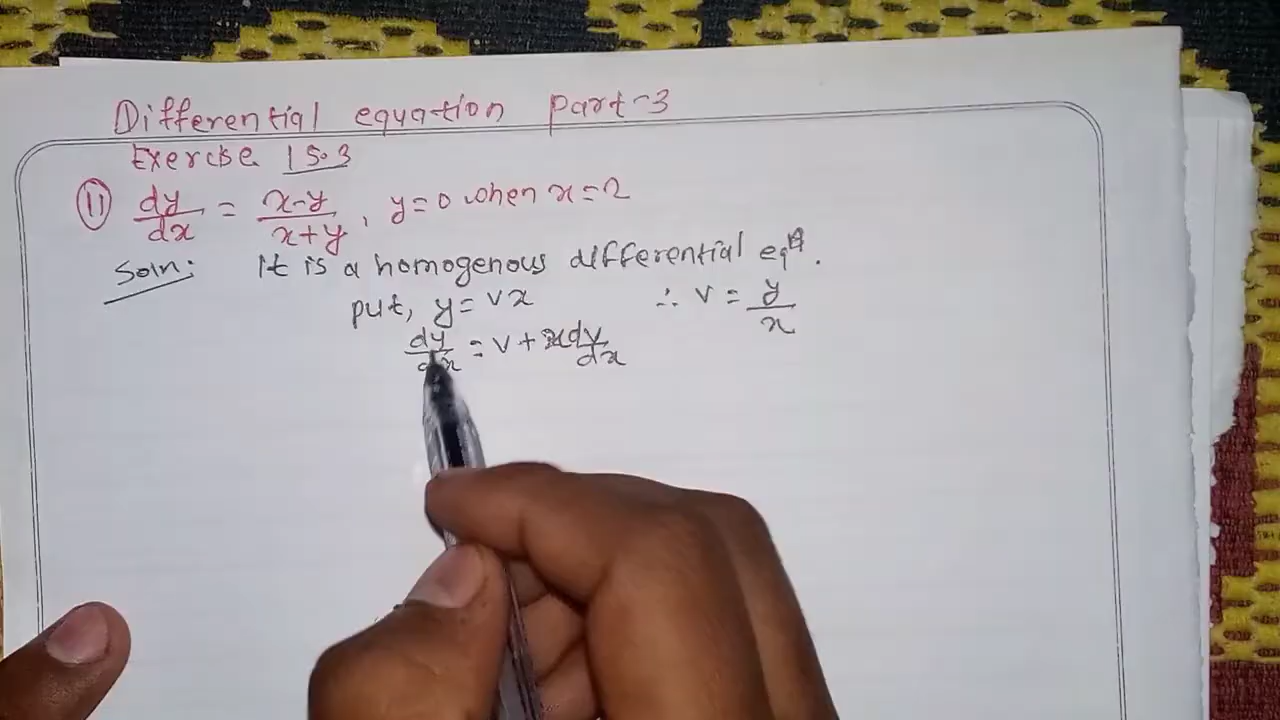 Differential equation part-3
Exercise 15.3
(11) dy/dx = x-y/x+y, y=0 when x=2
Soln: It is a homogenous differential eqn.
put, y=vx ∴ v = y/x
dy/dx = v + xdv/dx